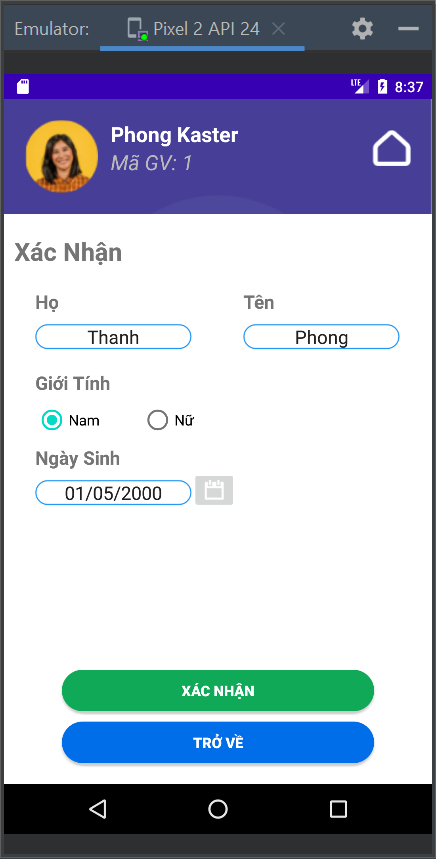 Emulator: Pixel 2 API 24
LTE 8:37
Phong Kaster
Mã GV: 1
Xác Nhận
Họ Tên
Thanh Phong
Giới Tính
Nam Nữ
Ngày Sinh
01/05/2000
XÁC NHẬN
TRỞ VỀ